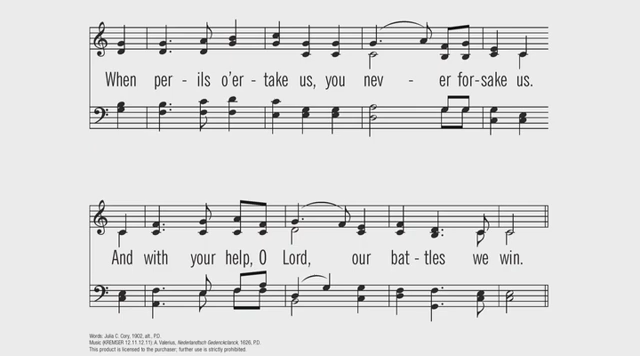 When per - ils o'er - take us, you nev - er for-sake us.
And with your help, O Lord, our bat - tles we win.
Words: Julia C. Cory, 1902, alt., P.D.
Music (KREMSER 12.11.12.11): A. Valerius, Nederlandtsch Gedencklanck, 1626, P.D.
This product is licensed to the purchaser; further use is strictly prohibited.